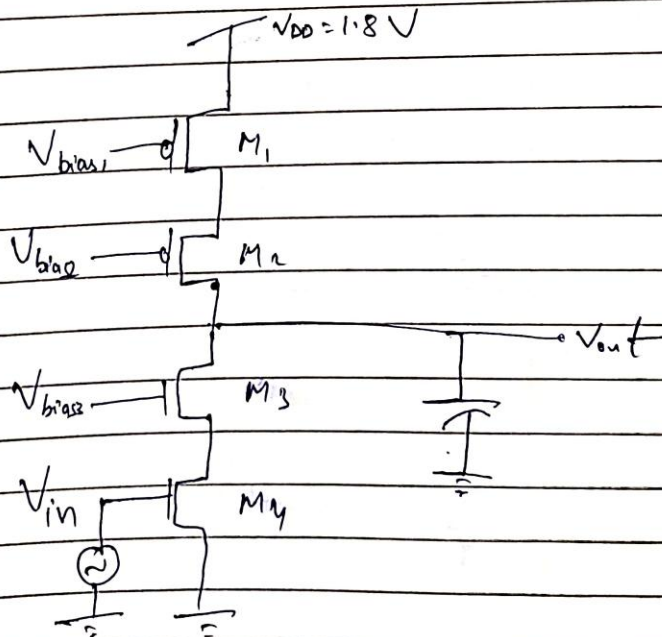 VDD = 1.8 V
Vbias1
M1
Vbias2
M2
Vout
Vbias3
M3
Vin
M4